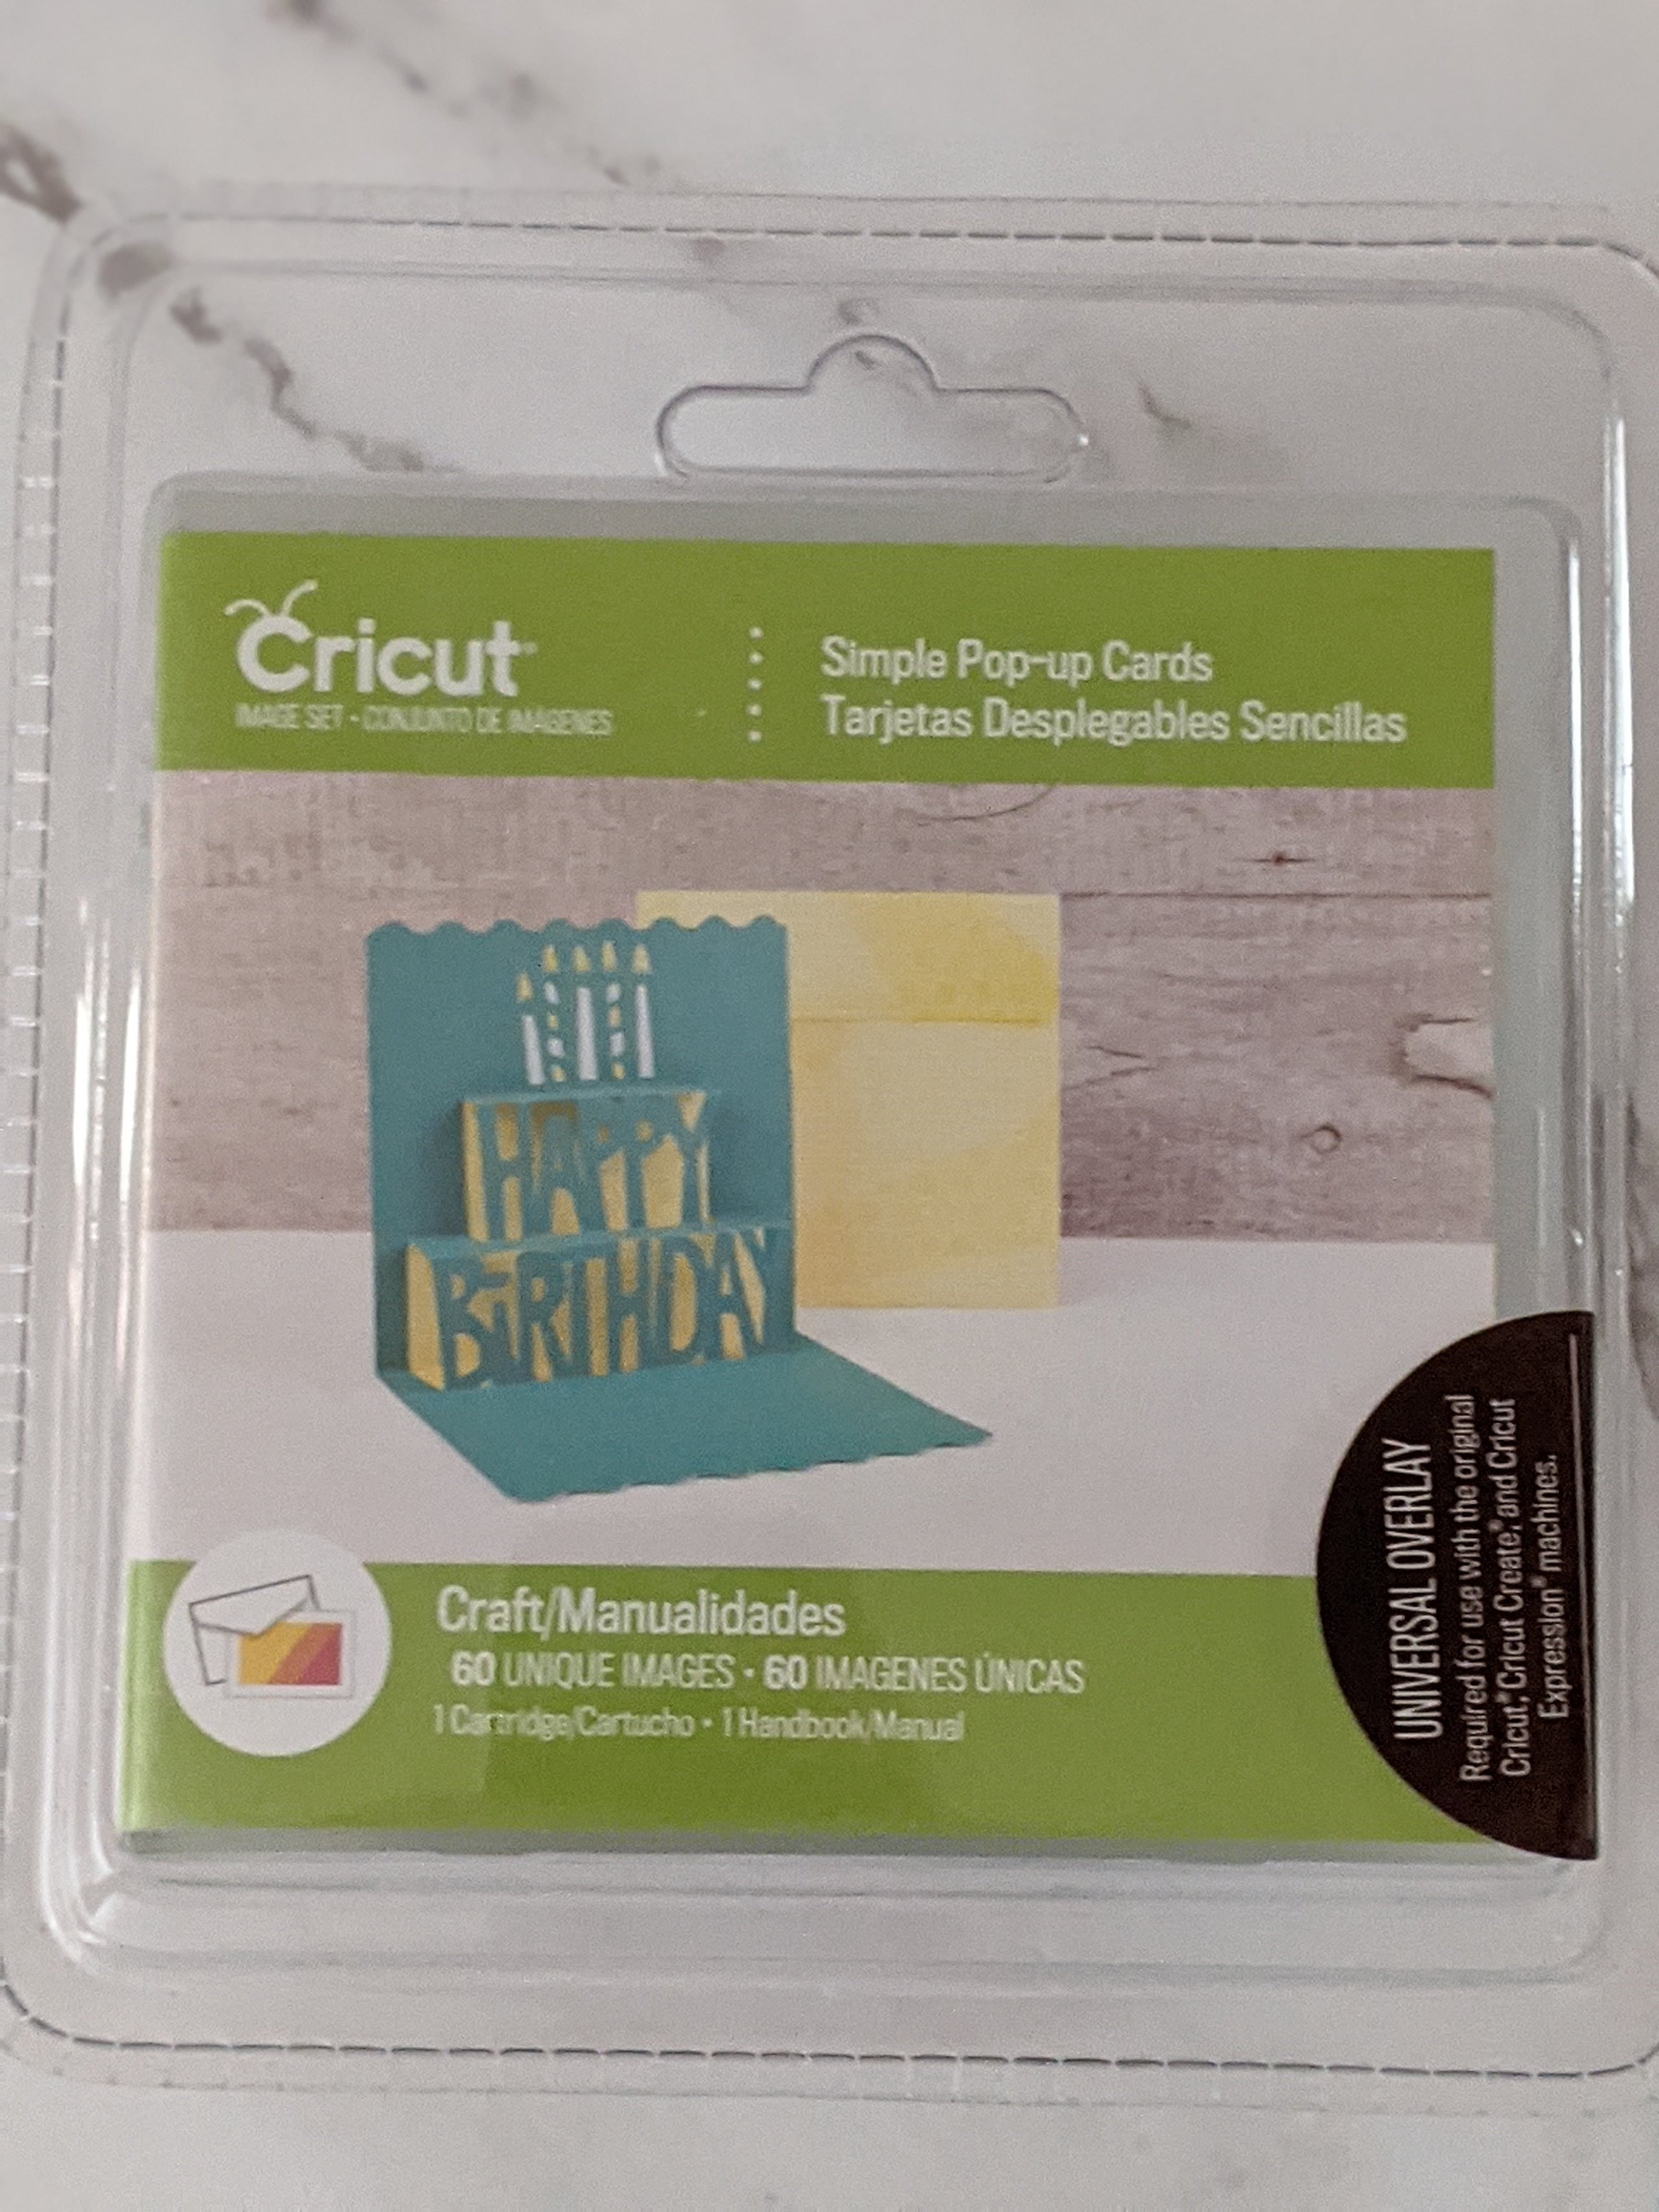 Cricut
IMAGE SET • CONJUNTO DE IMÁGENES
Simple Pop-up Cards
Tarjetas Desplegables Sencillas
HAPPY
BIRTHDAY
Craft/Manualidades
60 UNIQUE IMAGES • 60 IMAGENES ÚNICAS
1 Cartridge/Cartucho • 1 Handbook/Manual
UNIVERSAL OVERLAY
Required for use with the original
Cricut®, Cricut Create®, and Cricut
Expression® machines.